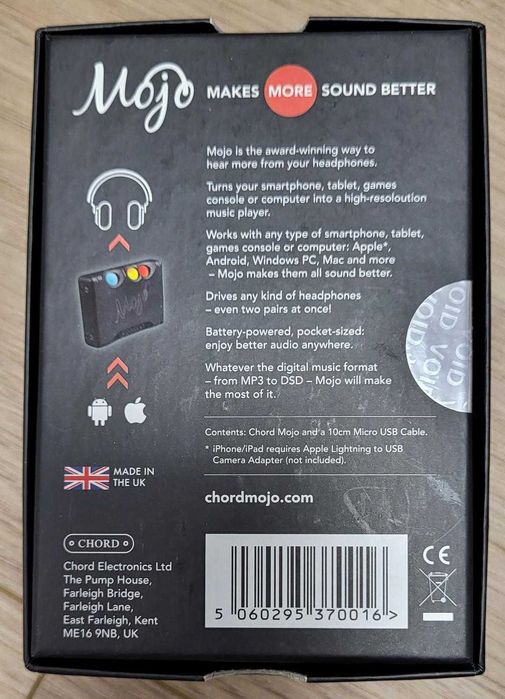 Mojo MAKES MORE SOUND BETTER
Mojo is the award-winning way to
hear more from your headphones.
Turns your smartphone, tablet, games
console or computer into a high-resoloution
music player.
Works with any type of smartphone, tablet,
games console or computer: Apple*,
Android, Windows PC, Mac and more
– Mojo makes them all sound better.
Drives any kind of headphones
– even two pairs at once!
Battery-powered, pocket-sized:
enjoy better audio anywhere.
Whatever the digital music format
– from MP3 to DSD – Mojo will make
the most of it.
Contents: Chord Mojo and a 10cm Micro USB Cable.
* iPhone/iPad requires Apple Lightning to USB
Camera Adapter (not included).
chordmojo.com
Mojo
VOID VOID
MADE IN
THE UK
CHORD
Chord Electronics Ltd
The Pump House,
Farleigh Bridge,
Farleigh Lane,
East Farleigh, Kent
ME16 9NB, UK
5 060295 370016 >
CE